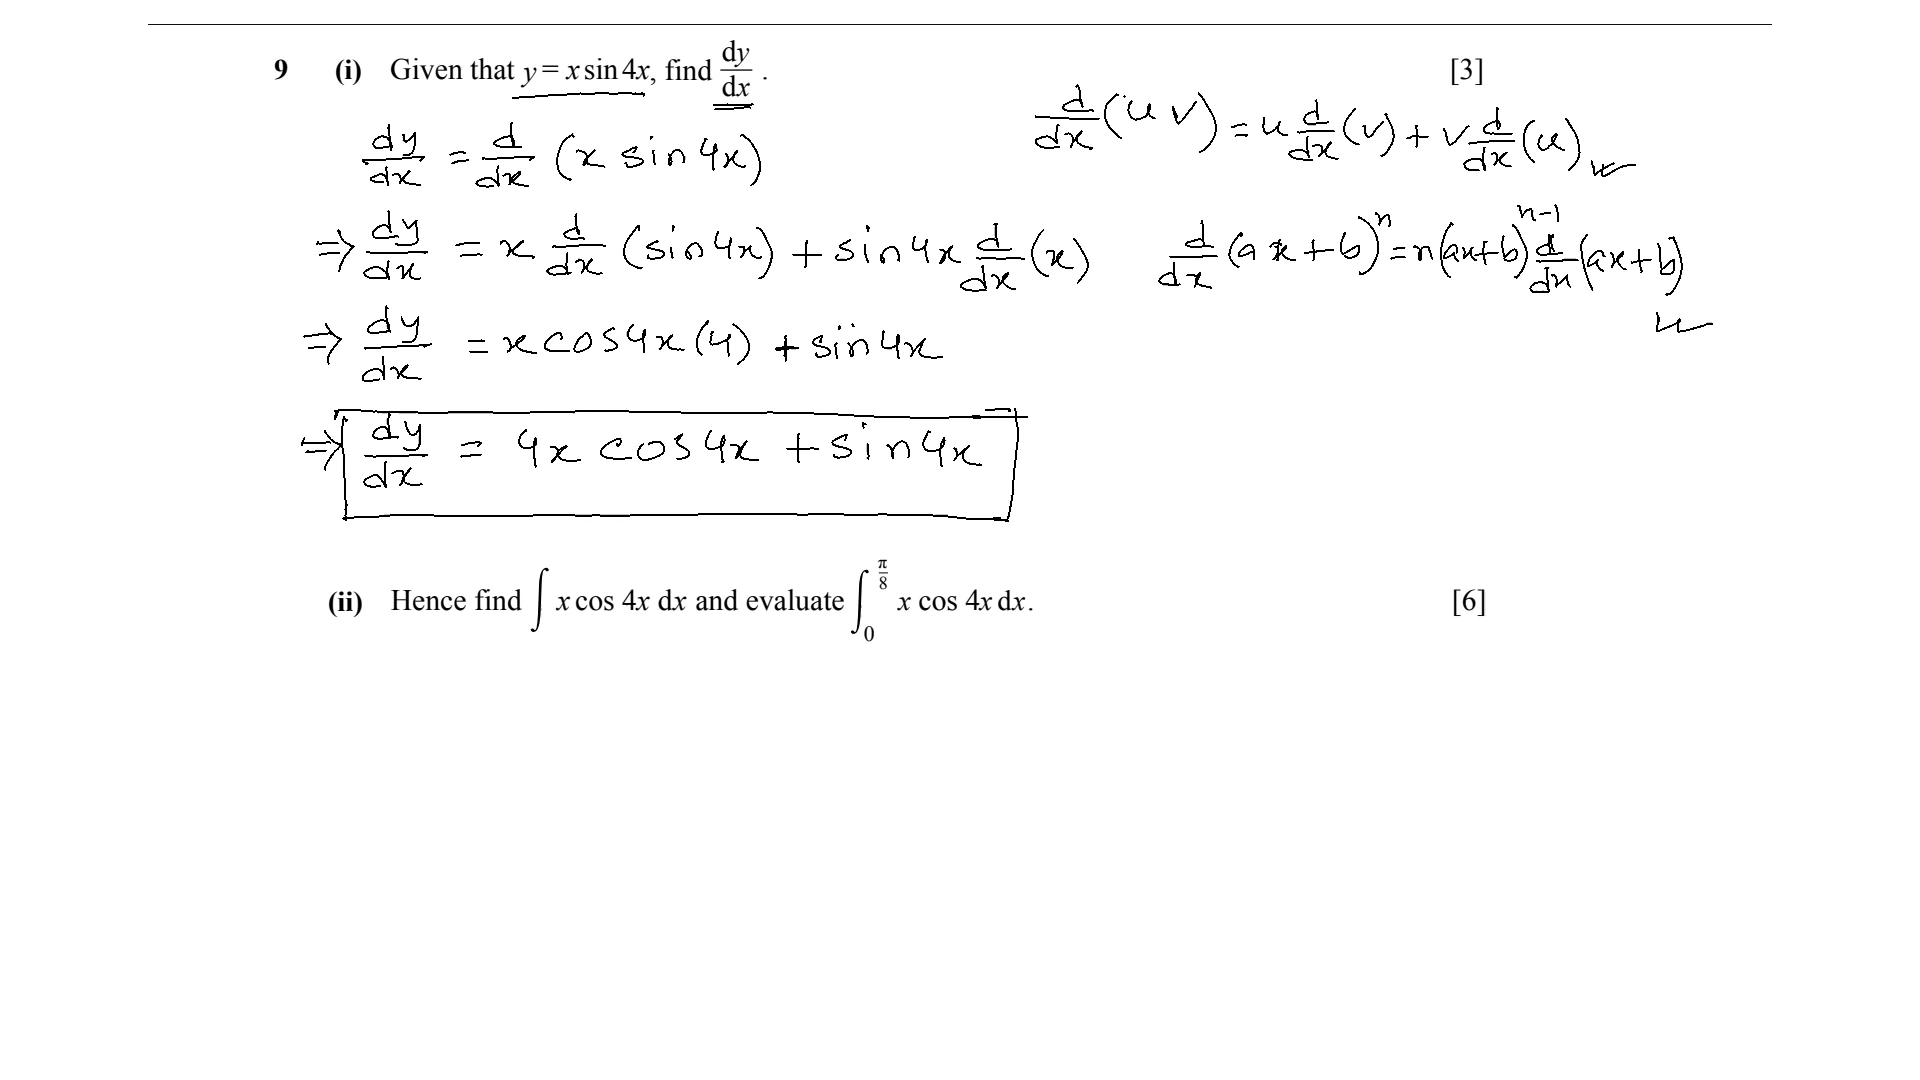 9 (i) Given that y = x sin 4x, find dy/dx . [3]
d/dx (u v) = u d/dx (v) + v d/dx (u)
dy/dx = d/dx (x sin 4x)
⇒ dy/dx = x d/dx (sin 4x) + sin 4x d/dx (x)
d/dx (ax + b)^n = n(ax+b)^n-1 d/dx (ax+b)
⇒ dy/dx = x cos 4x (4) + sin 4x
⇒ dy/dx = 4x cos 4x + sin 4x
(ii) Hence find ∫ x cos 4x dx and evaluate ∫_0^π/8 x cos 4x dx. [6]